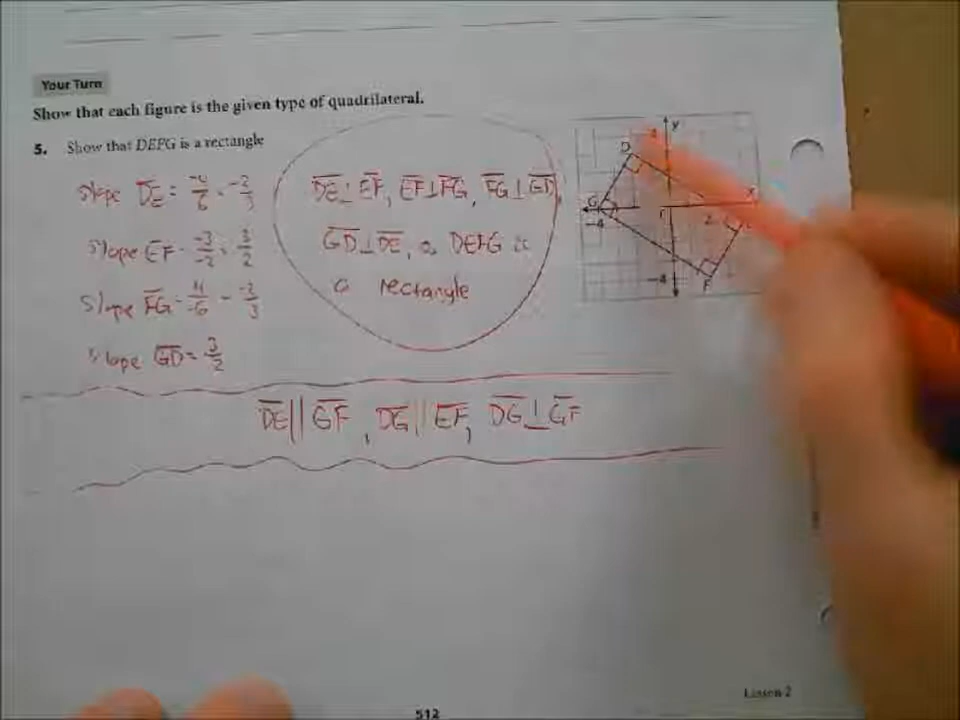 Your Turn
Show that each figure is the given type of quadrilateral.
5. Show that DEFG is a rectangle
slope DE = -4/6 = -2/3
slope EF = -3/-2 = 3/2
slope FG = 4/-6 = -2/3
slope GD = 3/2
DE⊥EF, EF⊥FG, FG⊥GD,
GD⊥DE, so DEFG is
a rectangle
D
y
x
G
-4
2
E
-4
F
DE||GF, DG||EF, DG⊥GF
Lesson 2
512